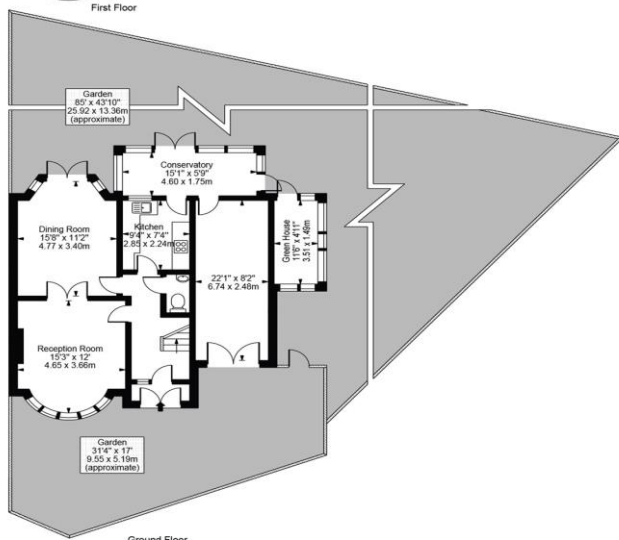 First Floor
Garden
85' x 43'10"
25.92 x 13.36m
(approximate)
Conservatory
15'1" x 5'9"
4.60 x 1.75m
Dining Room
15'8" x 11'2"
4.77 x 3.40m
Kitchen
9'4" x 7'4"
2.85 x 2.24m
Green House
11'6" x 4'11"
3.51 x 1.49m
22'1" x 8'2"
6.74 x 2.48m
Reception Room
15'3" x 12'
4.65 x 3.66m
Garden
31'4" x 17'
9.55 x 5.19m
(approximate)
Ground Floor